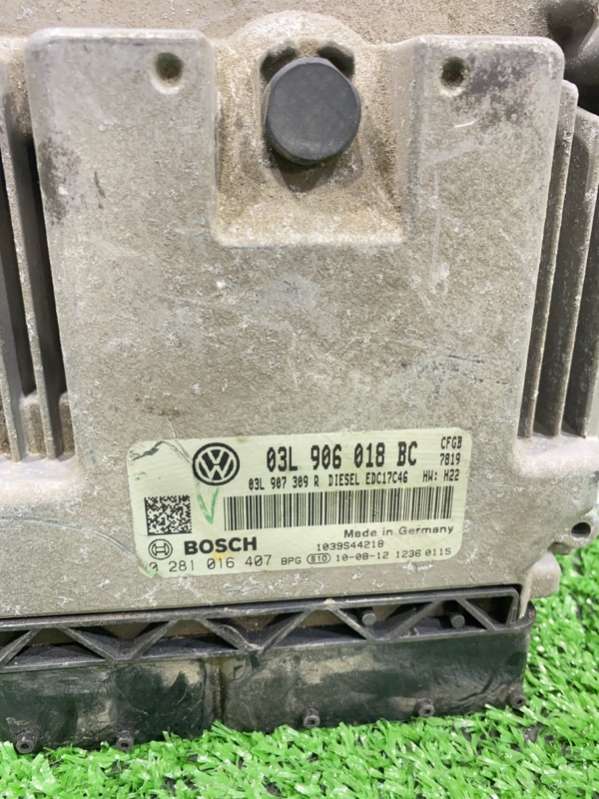 03L 906 018 BC CFGB
7819
03L 907 309 R DIESEL EDC17C46 HW: H22
Made in Germany
BOSCH 1039S44218
0 281 016 407 BPG 610 10-08-12 1236 0115